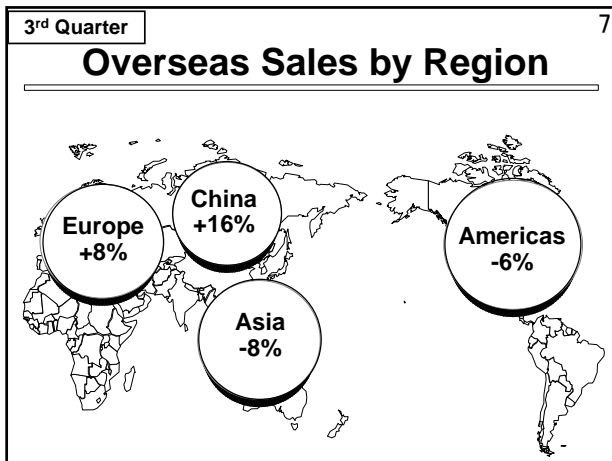 3rd Quarter
7
Overseas Sales by Region
China
+16%
Europe
+8%
Americas
-6%
Asia
-8%